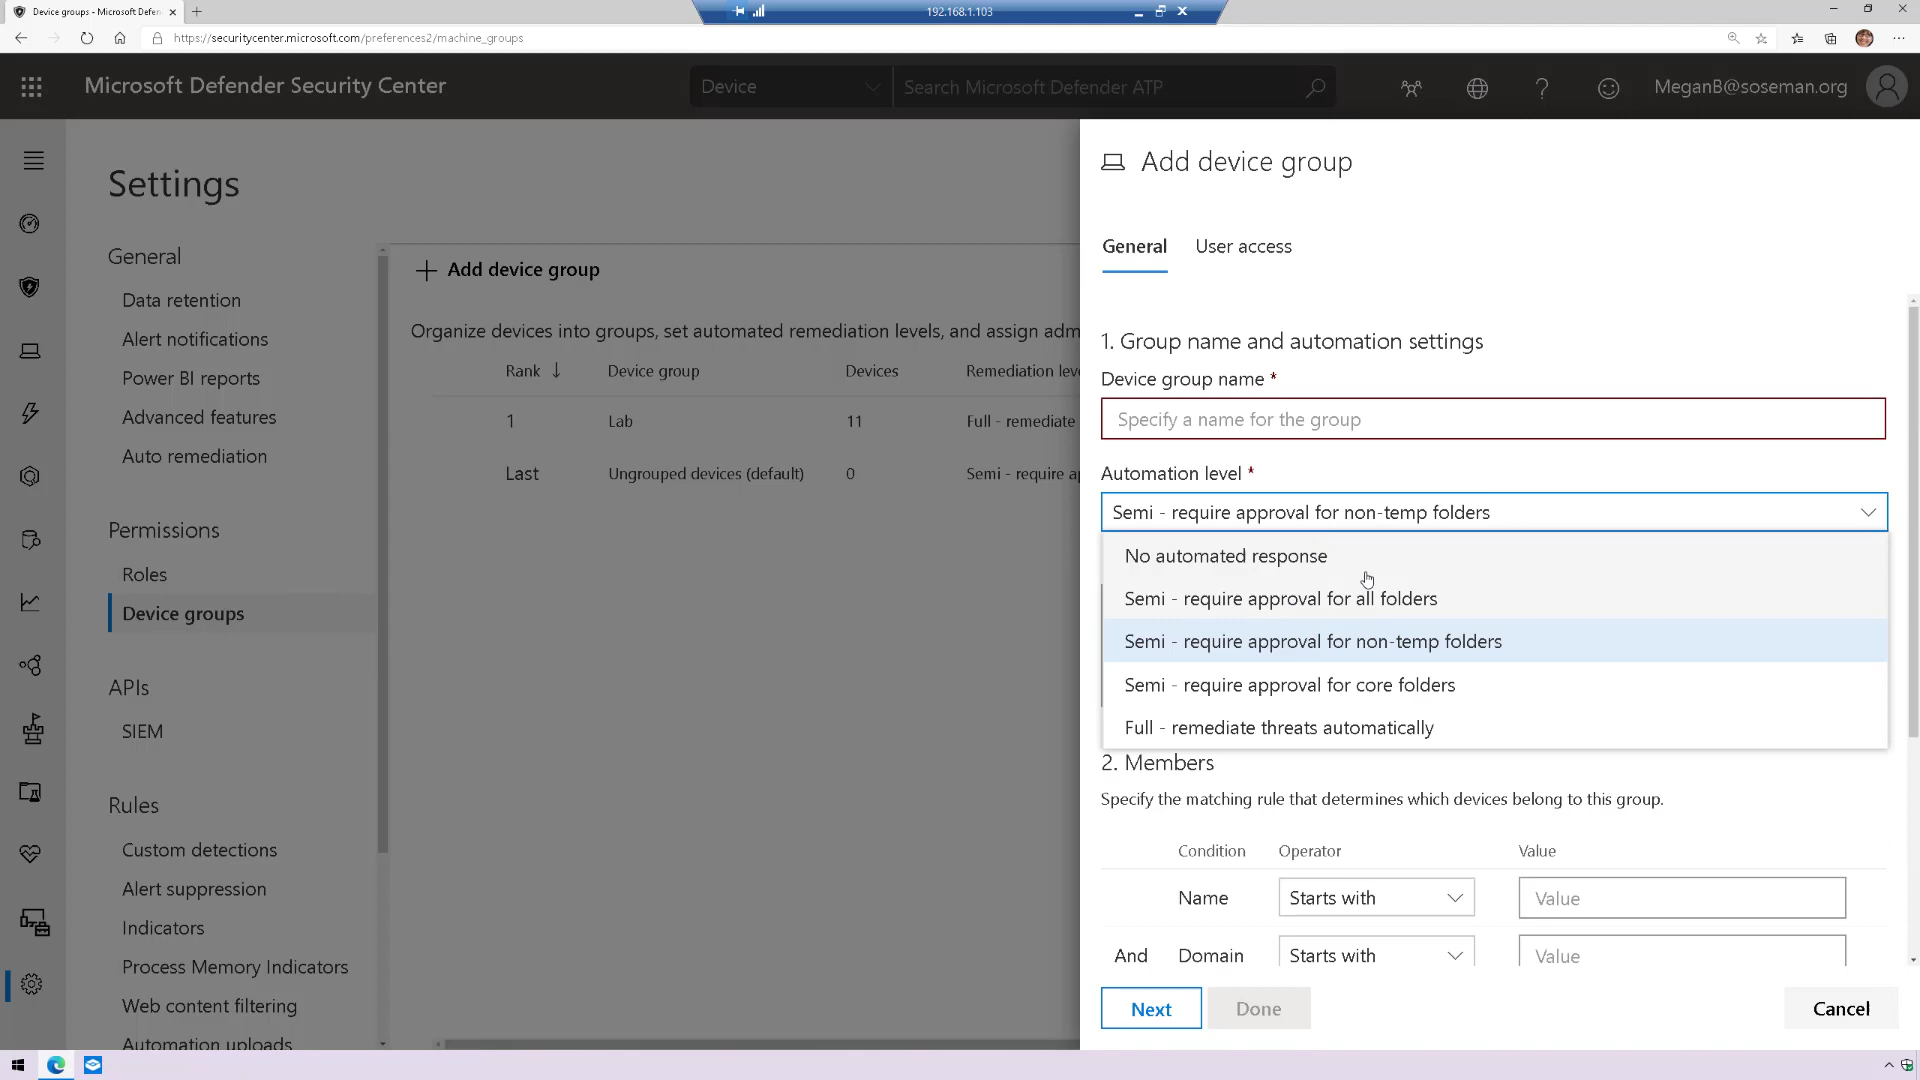 Device groups - Microsoft Defen
192.168.1.103
https://securitycenter.microsoft.com/preferences2/machine_groups
Microsoft Defender Security Center
Device
Search Microsoft Defender ATP
MeganB@soseman.org
Settings
General
Data retention
Alert notifications
Power BI reports
Advanced features
Auto remediation
Permissions
Roles
Device groups
APIs
SIEM
Rules
Custom detections
Alert suppression
Indicators
Process Memory Indicators
Web content filtering
Automation uploads
Add device group
Organize devices into groups, set automated remediation levels, and assign adm
Rank Device group Devices Remediation leve
1 Lab 11 Full - remediate
Last Ungrouped devices (default) 0 Semi - require ap
Add device group
General User access
1. Group name and automation settings
Device group name *
Specify a name for the group
Automation level *
Semi - require approval for non-temp folders
No automated response
Semi - require approval for all folders
Semi - require approval for non-temp folders
Semi - require approval for core folders
Full - remediate threats automatically
2. Members
Specify the matching rule that determines which devices belong to this group.
Condition Operator Value
Name Starts with Value
And Domain Starts with Value
Next Done Cancel